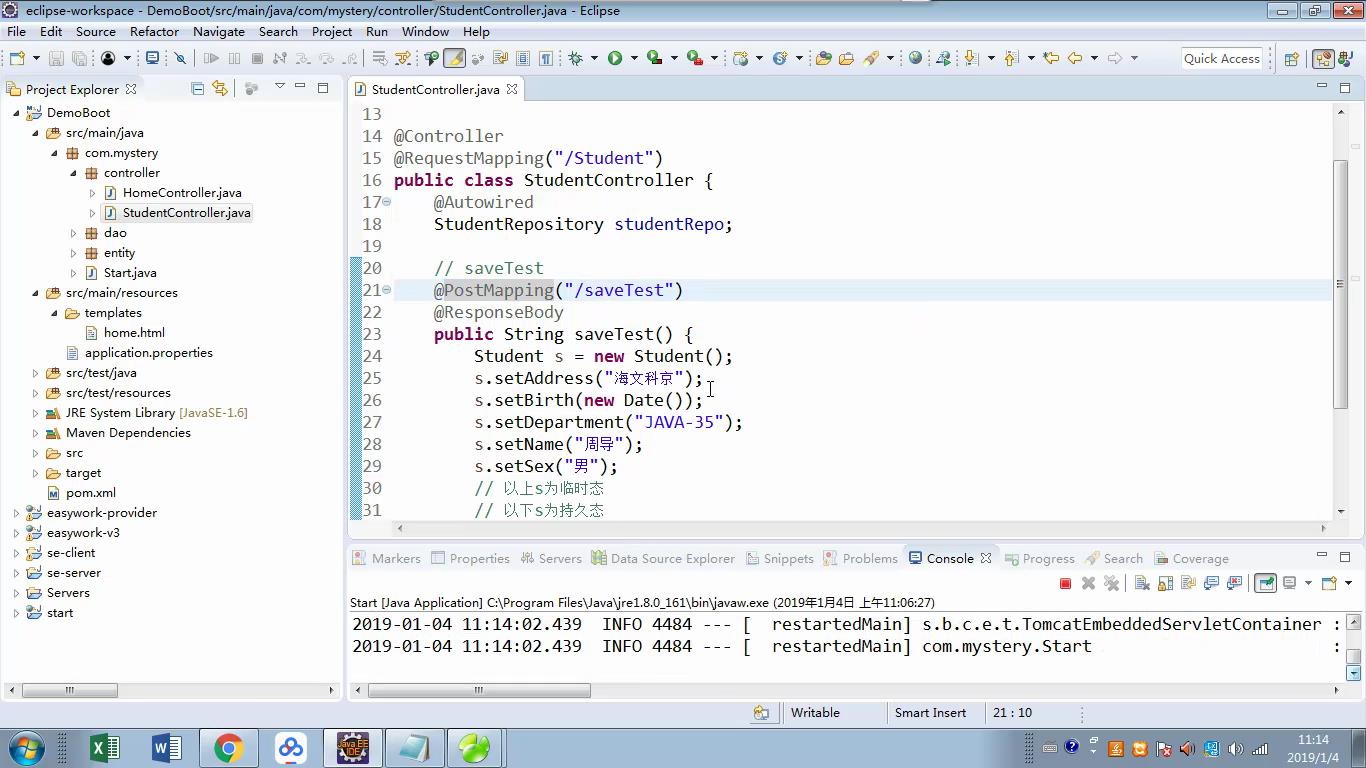 eclipse-workspace - DemoBoot/src/main/java/com/mystery/controller/StudentController.java - Eclipse
File Edit Source Refactor Navigate Search Project Run Window Help
Quick Access
Project Explorer
DemoBoot
src/main/java
com.mystery
controller
HomeController.java
StudentController.java
dao
entity
Start.java
src/main/resources
templates
home.html
application.properties
src/test/java
src/test/resources
JRE System Library [JavaSE-1.6]
Maven Dependencies
src
target
pom.xml
easywork-provider
easywork-v3
se-client
se-server
Servers
start
StudentController.java
13
14 @Controller
15 @RequestMapping("/Student")
16 public class StudentController {
17 @Autowired
18 StudentRepository studentRepo;
19
20 // saveTest
21 @PostMapping("/saveTest")
22 @ResponseBody
23 public String saveTest() {
24 Student s = new Student();
25 s.setAddress("海文科京");
26 s.setBirth(new Date());
27 s.setDepartment("JAVA-35");
28 s.setName("周导");
29 s.setSex("男");
30 // 以上s为临时态
31 // 以下s为持久态
Markers Properties Servers Data Source Explorer Snippets Problems Console Progress Search Coverage
Start [Java Application] C:\Program Files\Java\jre1.8.0_161\bin\javaw.exe (2019年1月4日 上午11:06:27)
2019-01-04 11:14:02.439 INFO 4484 --- [ restartedMain] s.b.c.e.t.TomcatEmbeddedServletContainer :
2019-01-04 11:14:02.439 INFO 4484 --- [ restartedMain] com.mystery.Start :
Writable Smart Insert 21 : 10
Java EE
IDE
11:14
2019/1/4